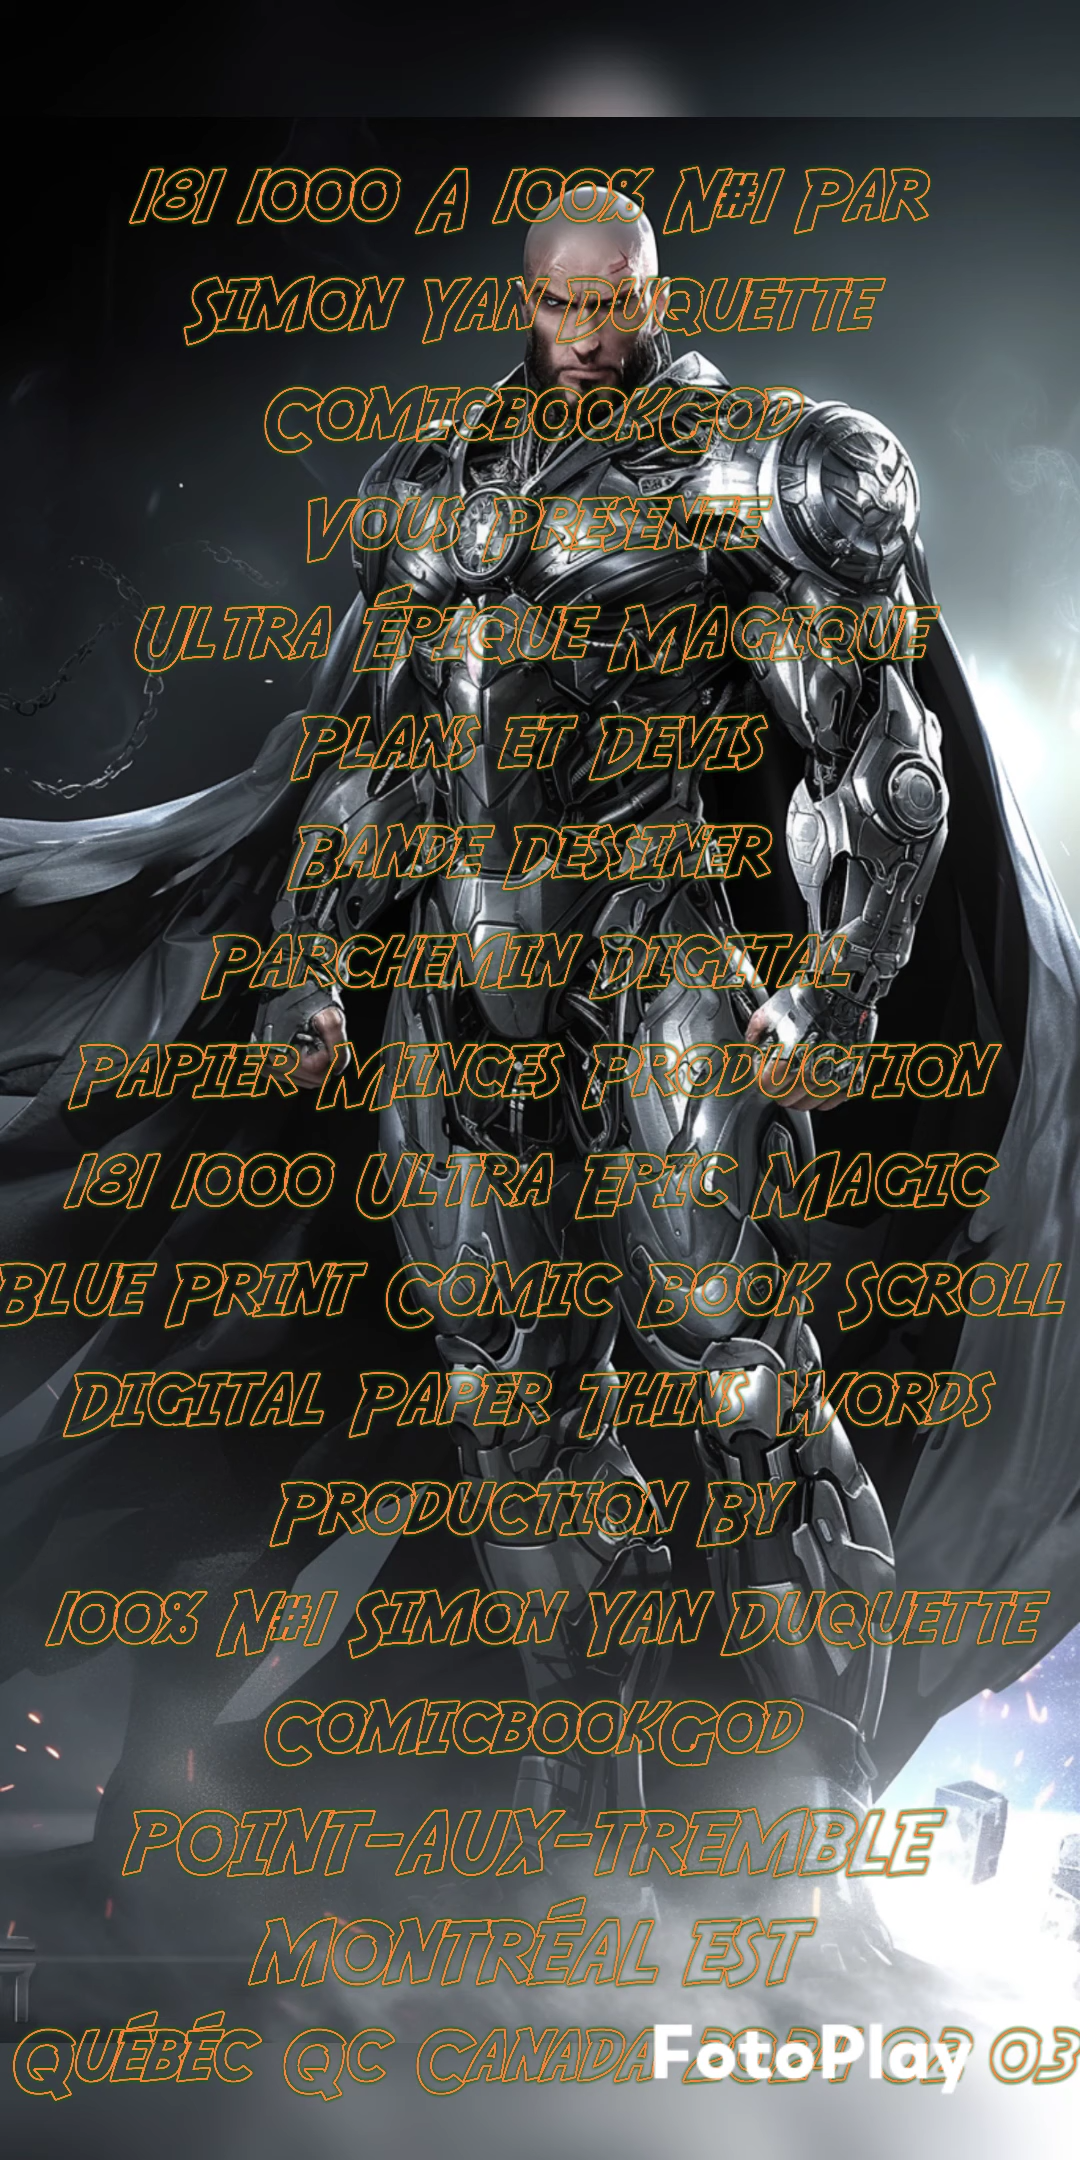 181 1000 A 100% N#1 Par
Simon Yan Duquette
ComicbookGod
Vous Presente
Ultra Épique Magique
Plans et Devis
Bande Dessiner
Parchemin Digital
Papier Minces Production
181 1000 Ultra Epic Magic
Blue Print Comic Book Scroll
Digital Paper Thins Words
Production By
100% N#1 Simon Yan Duquette
ComicbookGod
POINT-AUX-TREMBLE
Montréal Est
Québéc Qc Canada 03
FotoPlay